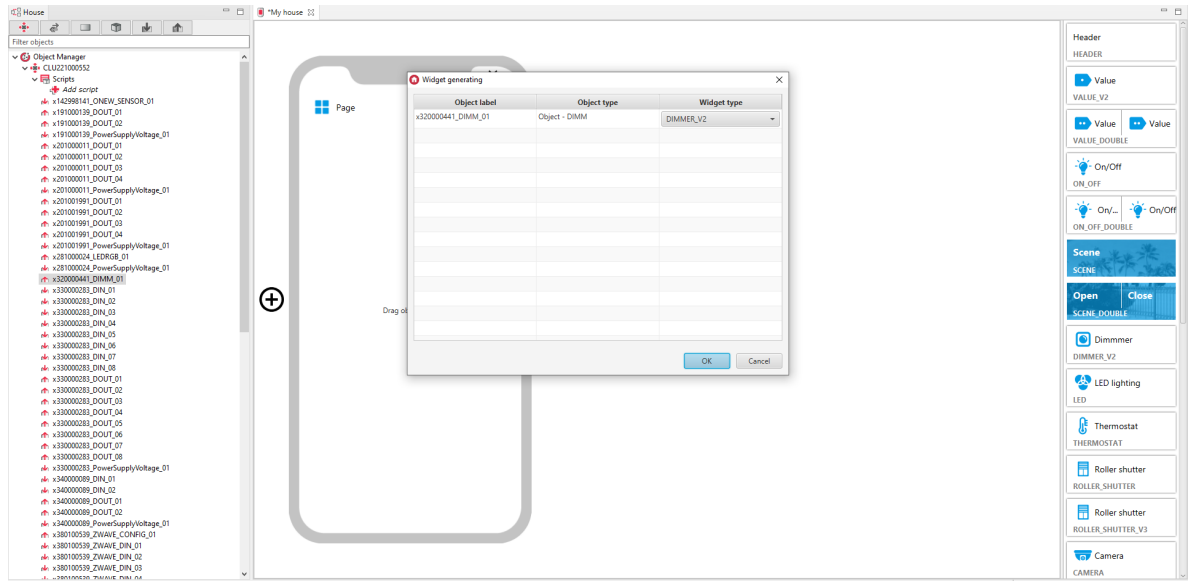 House
Filter objects
Object Manager
CLU221000552
Scripts
Add script
x142998141_ONEW_SENSOR_01
x191000139_DOUT_01
x191000139_DOUT_02
x191000139_PowerSupplyVoltage_01
x201000011_DOUT_01
x201000011_DOUT_02
x201000011_DOUT_03
x201000011_DOUT_04
x201000011_PowerSupplyVoltage_01
x201001991_DOUT_01
x201001991_DOUT_02
x201001991_DOUT_03
x201001991_DOUT_04
x201001991_PowerSupplyVoltage_01
x281000024_LEDRGB_01
x281000024_PowerSupplyVoltage_01
x320000441_DIMM_01
x330000283_DIN_01
x330000283_DIN_02
x330000283_DIN_03
x330000283_DIN_04
x330000283_DIN_05
x330000283_DIN_06
x330000283_DIN_07
x330000283_DIN_08
x330000283_DOUT_01
x330000283_DOUT_02
x330000283_DOUT_03
x330000283_DOUT_04
x330000283_DOUT_05
x330000283_DOUT_06
x330000283_DOUT_07
x330000283_DOUT_08
x330000283_PowerSupplyVoltage_01
x340000089_DIN_01
x340000089_DIN_02
x340000089_DOUT_01
x340000089_DOUT_02
x340000089_PowerSupplyVoltage_01
x380100539_ZWAVE_CONFIG_01
x380100539_ZWAVE_DIN_01
x380100539_ZWAVE_DIN_02
x380100539_ZWAVE_DIN_03
x380100539_ZWAVE_DIN_04
*My house
Page
Drag ob
Widget generating
Object label Object type Widget type
x320000441_DIMM_01 Object - DIMM DIMMER_V2
OK Cancel
Header
HEADER
Value
VALUE_V2
Value Value
VALUE_DOUBLE
On/Off
ON_OFF
On/... On/Off
ON_OFF_DOUBLE
Scene
SCENE
Open Close
SCENE_DOUBLE
Dimmmer
DIMMER_V2
LED lighting
LED
Thermostat
THERMOSTAT
Roller shutter
ROLLER_SHUTTER
Roller shutter
ROLLER_SHUTTER_V3
Camera
CAMERA